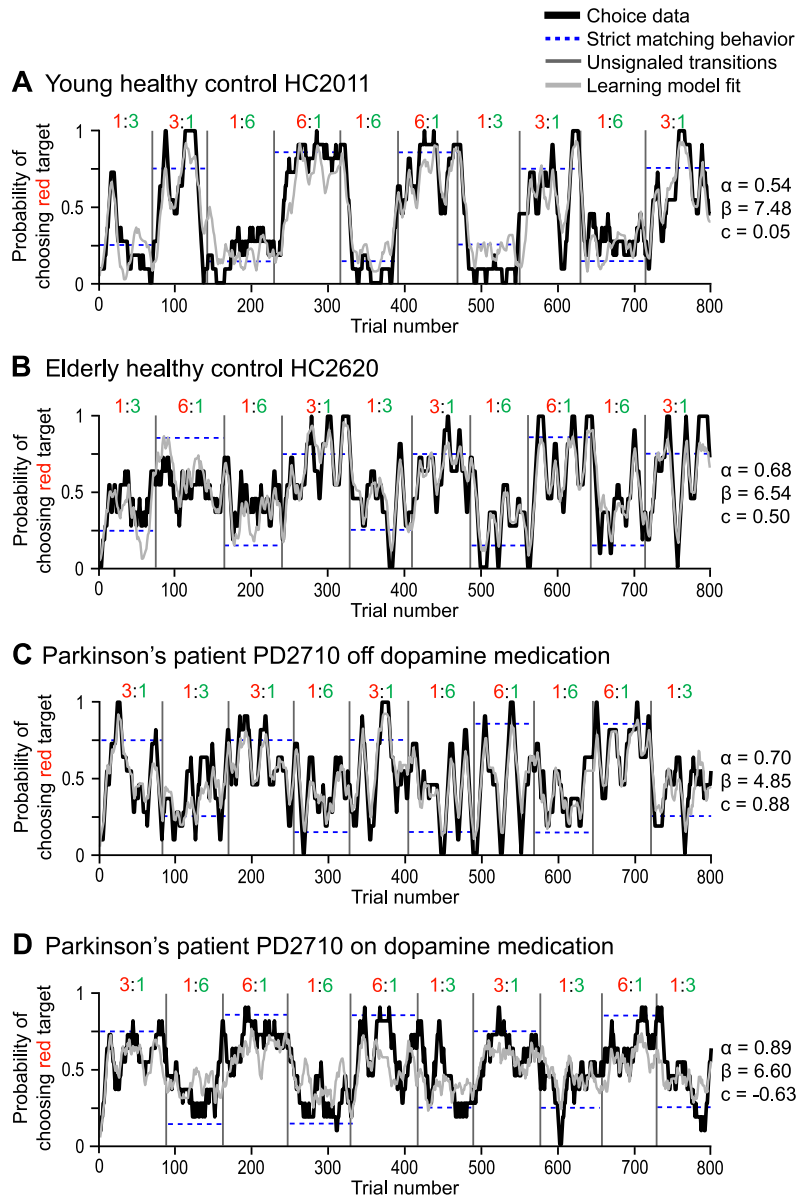 Choice data
Strict matching behavior
Unsignaled transitions
Learning model fit
A Young healthy control HC2011
1:3 3:1 1:6 6:1 1:6 6:1 1:3 3:1 1:6 3:1
Probability of
choosing red target
1
0.5
0
0 100 200 300 400 500 600 700 800
Trial number
α = 0.54
β = 7.48
c = 0.05
B Elderly healthy control HC2620
1:3 6:1 1:6 3:1 1:3 3:1 1:6 6:1 1:6 3:1
Probability of
choosing red target
1
0.5
0
0 100 200 300 400 500 600 700 800
Trial number
α = 0.68
β = 6.54
c = 0.50
C Parkinson's patient PD2710 off dopamine medication
3:1 1:3 3:1 1:6 3:1 1:6 6:1 1:6 6:1 1:3
Probability of
choosing red target
1
0.5
0
0 100 200 300 400 500 600 700 800
Trial number
α = 0.70
β = 4.85
c = 0.88
D Parkinson's patient PD2710 on dopamine medication
3:1 1:6 6:1 1:6 6:1 1:3 3:1 1:3 6:1 1:3
Probability of
choosing red target
1
0.5
0
0 100 200 300 400 500 600 700 800
Trial number
α = 0.89
β = 6.60
c = -0.63